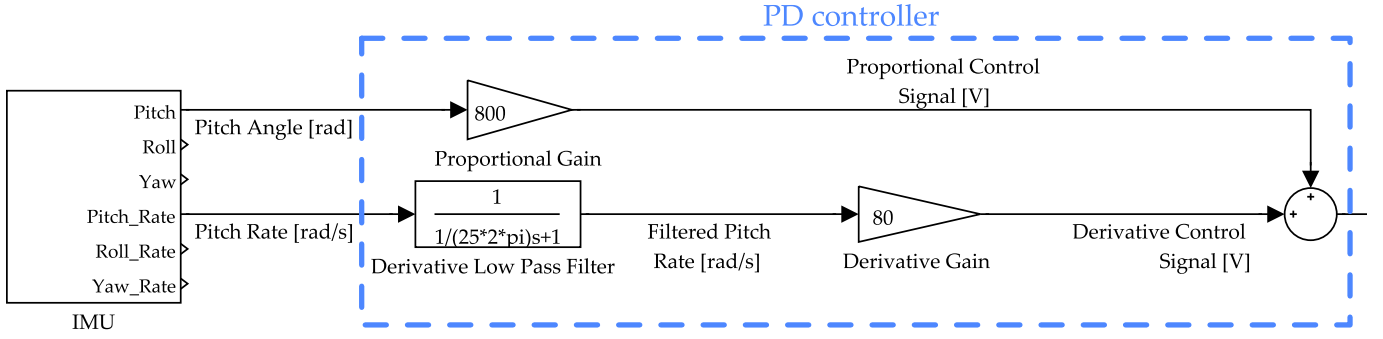 PD controller
Proportional Control
Signal [V]
Pitch
Pitch Angle [rad]
800
Roll
Proportional Gain
Yaw
1
1/(25*2*pi)s+1
Pitch_Rate
Pitch Rate [rad/s]
80
Filtered Pitch
Rate [rad/s]
Derivative Control
Signal [V]
Roll_Rate
Derivative Low Pass Filter
Derivative Gain
Yaw_Rate
IMU
+
+